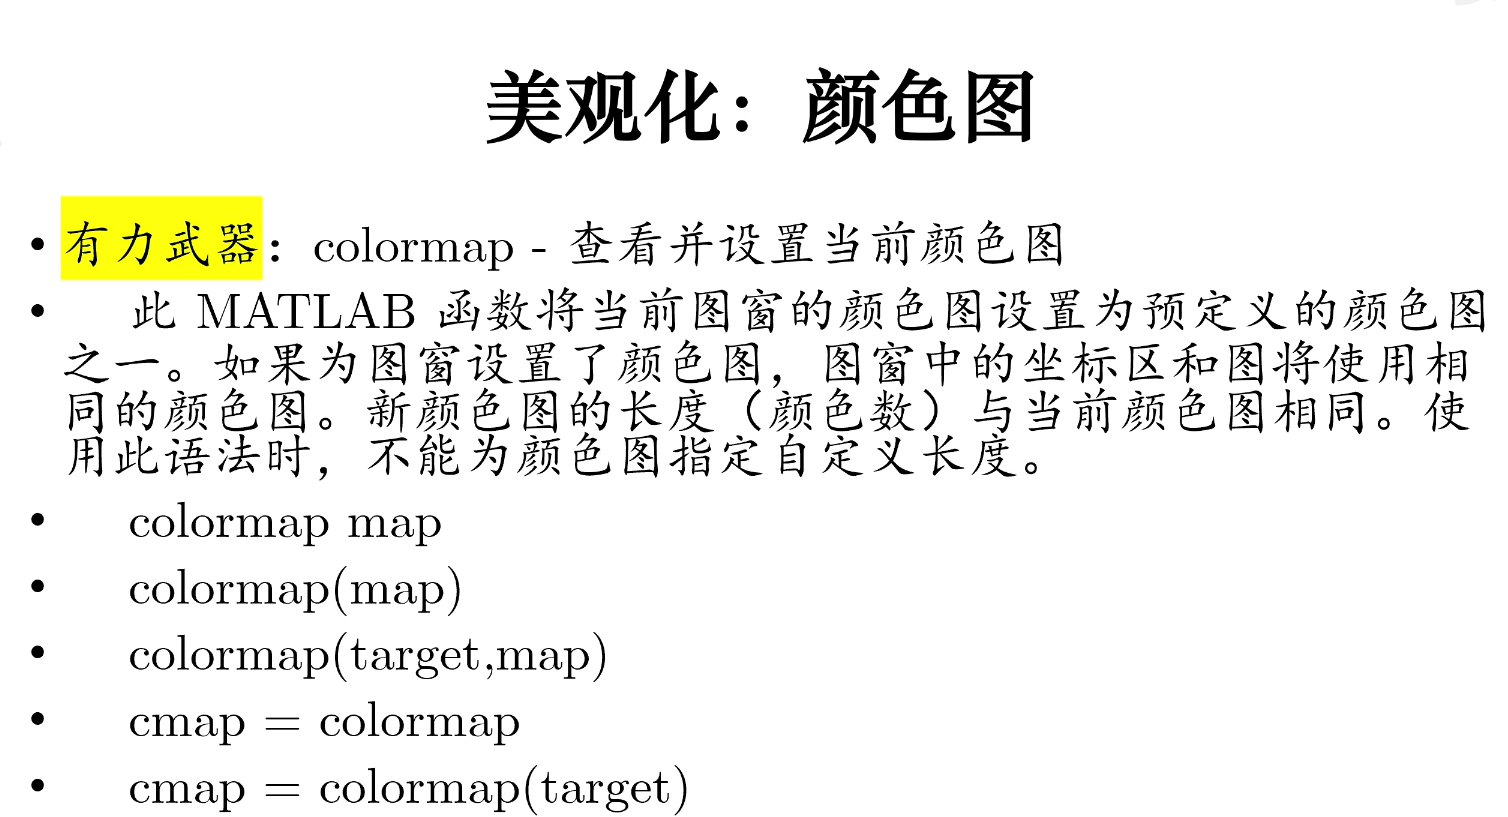 美观化：颜色图
• 有力武器：colormap - 查看并设置当前颜色图
• 此 MATLAB 函数将当前图窗的颜色图设置为预定义的颜色图
之一。如果为图窗设置了颜色图，图窗中的坐标区和图将使用相
同的颜色图。新颜色图的长度（颜色数）与当前颜色图相同。使
用此语法时，不能为颜色图指定自定义长度。
• colormap map
• colormap(map)
• colormap(target,map)
• cmap = colormap
• cmap = colormap(target)